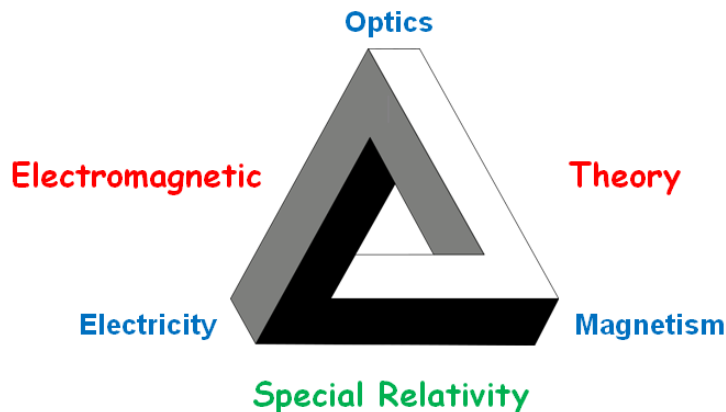 Optics
Electromagnetic Theory
Electricity Magnetism
Special Relativity